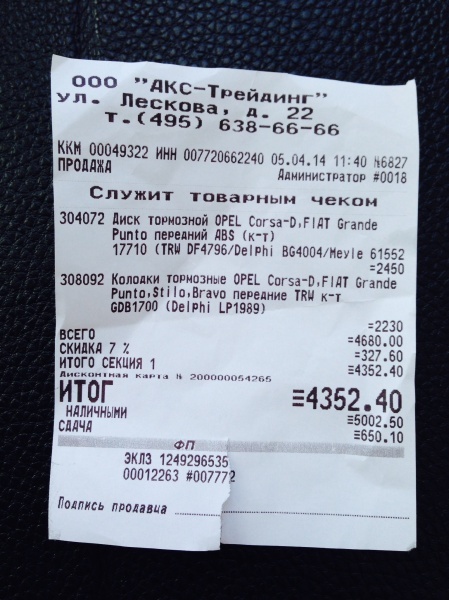 ООО "АКС-Трейдинг"
ул. Лескова, д. 22
т.(495) 638-66-66
ККМ 00049322 ИНН 007720662240 05.04.14 11:40 №6827
ПРОДАЖА Администратор #0018
Служит товарным чеком
304072 Диск тормозной OPEL Corsa-D,FIAT Grande
Punto передний ABS (к-т)
17710 (TRW DF4796/Delphi BG4004/Meyle 61552
=2450
308092 Колодки тормозные OPEL Corsa-D,FIAT Grande
Punto,Stilo,Bravo передние TRW к-т
GDB1700 (Delphi LP1989)
=2230
ВСЕГО =4680.00
СКИДКА 7 % =327.60
ИТОГО СЕКЦИЯ 1 ≡4352.40
Дисконтная карта № 200000054265
ИТОГ ≡4352.40
НАЛИЧНЫМИ ≡5002.50
СДАЧА ≡650.10
ФП
ЭКЛЗ 1249296535
00012263 #007772
Подпись продавца